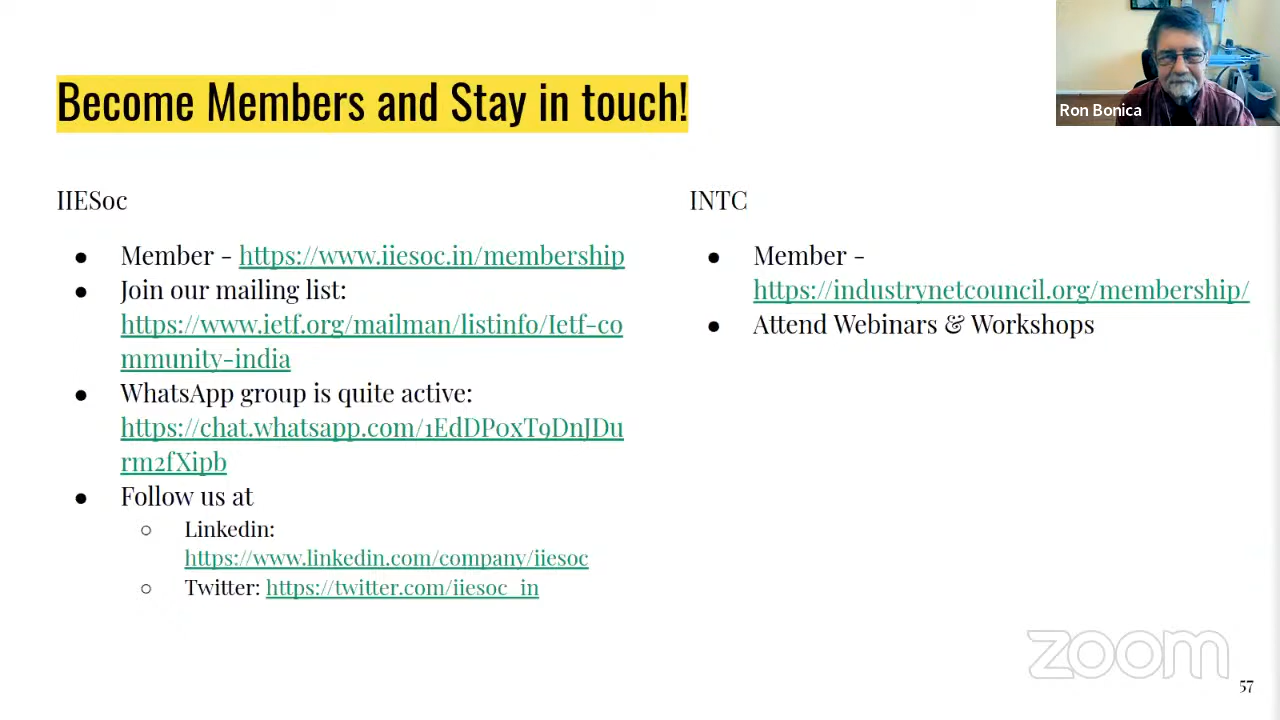 Become Members and Stay in touch!
Ron Bonica
IIESoc
● Member - https://www.iiesoc.in/membership
● Join our mailing list:
https://www.ietf.org/mailman/listinfo/Ietf-co
mmunity-india
● WhatsApp group is quite active:
https://chat.whatsapp.com/1EdDP0xT9DnJDu
rm2fXipb
● Follow us at
○ Linkedin:
https://www.linkedin.com/company/iiesoc
○ Twitter: https://twitter.com/iiesoc_in
INTC
● Member -
https://industrynetcouncil.org/membership/
● Attend Webinars & Workshops
zoom
57